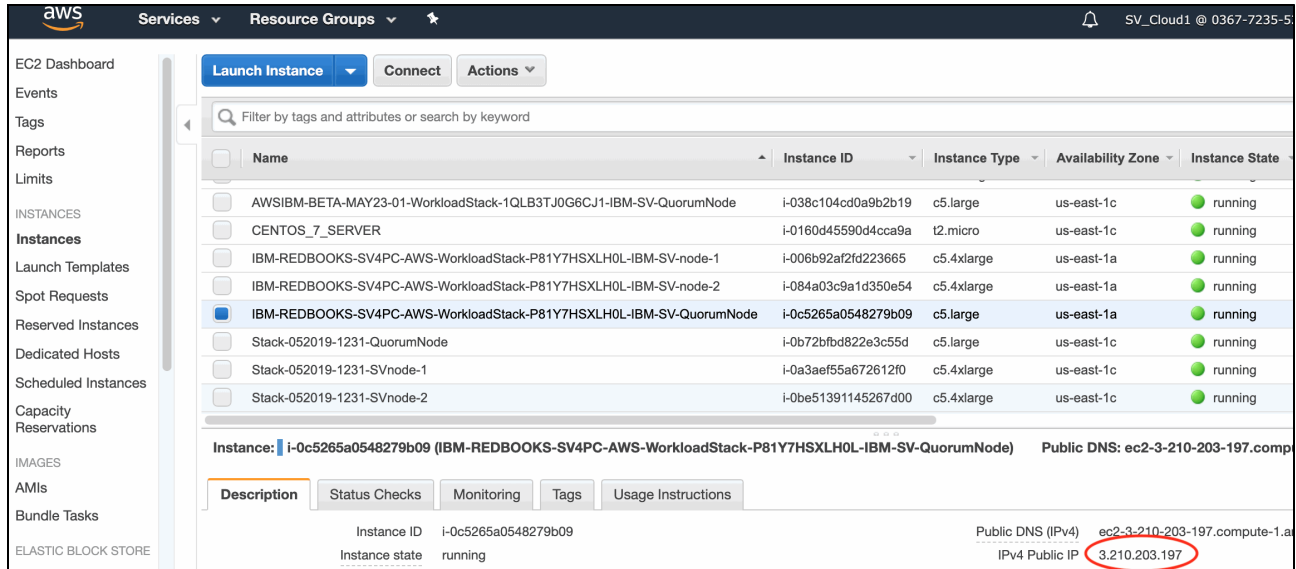 aws Services Resource Groups SV_Cloud1 @ 0367-7235-5
EC2 Dashboard
Events
Tags
Reports
Limits
INSTANCES
Instances
Launch Templates
Spot Requests
Reserved Instances
Dedicated Hosts
Scheduled Instances
Capacity
Reservations
IMAGES
AMIs
Bundle Tasks
ELASTIC BLOCK STORE
Launch Instance Connect Actions
Filter by tags and attributes or search by keyword
Name Instance ID Instance Type Availability Zone Instance State
AWSIBM-BETA-MAY23-01-WorkloadStack-1QLB3TJ0G6CJ1-IBM-SV-QuorumNode i-038c104cd0a9b2b19 c5.large us-east-1c running
CENTOS_7_SERVER i-0160d45590d4cca9a t2.micro us-east-1c running
IBM-REDBOOKS-SV4PC-AWS-WorkloadStack-P81Y7HSXLH0L-IBM-SV-node-1 i-006b92af2fd223665 c5.4xlarge us-east-1a running
IBM-REDBOOKS-SV4PC-AWS-WorkloadStack-P81Y7HSXLH0L-IBM-SV-node-2 i-084a03c9a1d350e54 c5.4xlarge us-east-1a running
IBM-REDBOOKS-SV4PC-AWS-WorkloadStack-P81Y7HSXLH0L-IBM-SV-QuorumNode i-0c5265a0548279b09 c5.large us-east-1a running
Stack-052019-1231-QuorumNode i-0b72bfbd822e3c55d c5.large us-east-1c running
Stack-052019-1231-SVnode-1 i-0a3aef55a672612f0 c5.4xlarge us-east-1c running
Stack-052019-1231-SVnode-2 i-0be51391145267d00 c5.4xlarge us-east-1c running
Instance: i-0c5265a0548279b09 (IBM-REDBOOKS-SV4PC-AWS-WorkloadStack-P81Y7HSXLH0L-IBM-SV-QuorumNode) Public DNS: ec2-3-210-203-197.comp
Description Status Checks Monitoring Tags Usage Instructions
Instance ID i-0c5265a0548279b09 Public DNS (IPv4) ec2-3-210-203-197.compute-1.a
Instance state running IPv4 Public IP 3.210.203.197